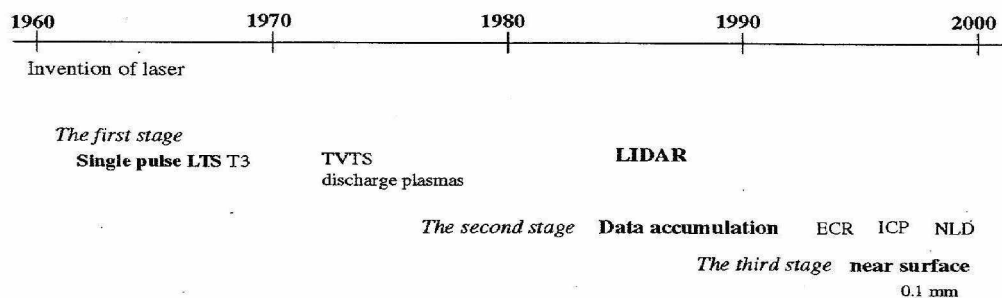 1960 1970 1980 1990 2000
Invention of laser
The first stage
Single pulse LTS T3 TVTS LIDAR
discharge plasmas
The second stage Data accumulation ECR ICP NLD
The third stage near surface
0.1 mm